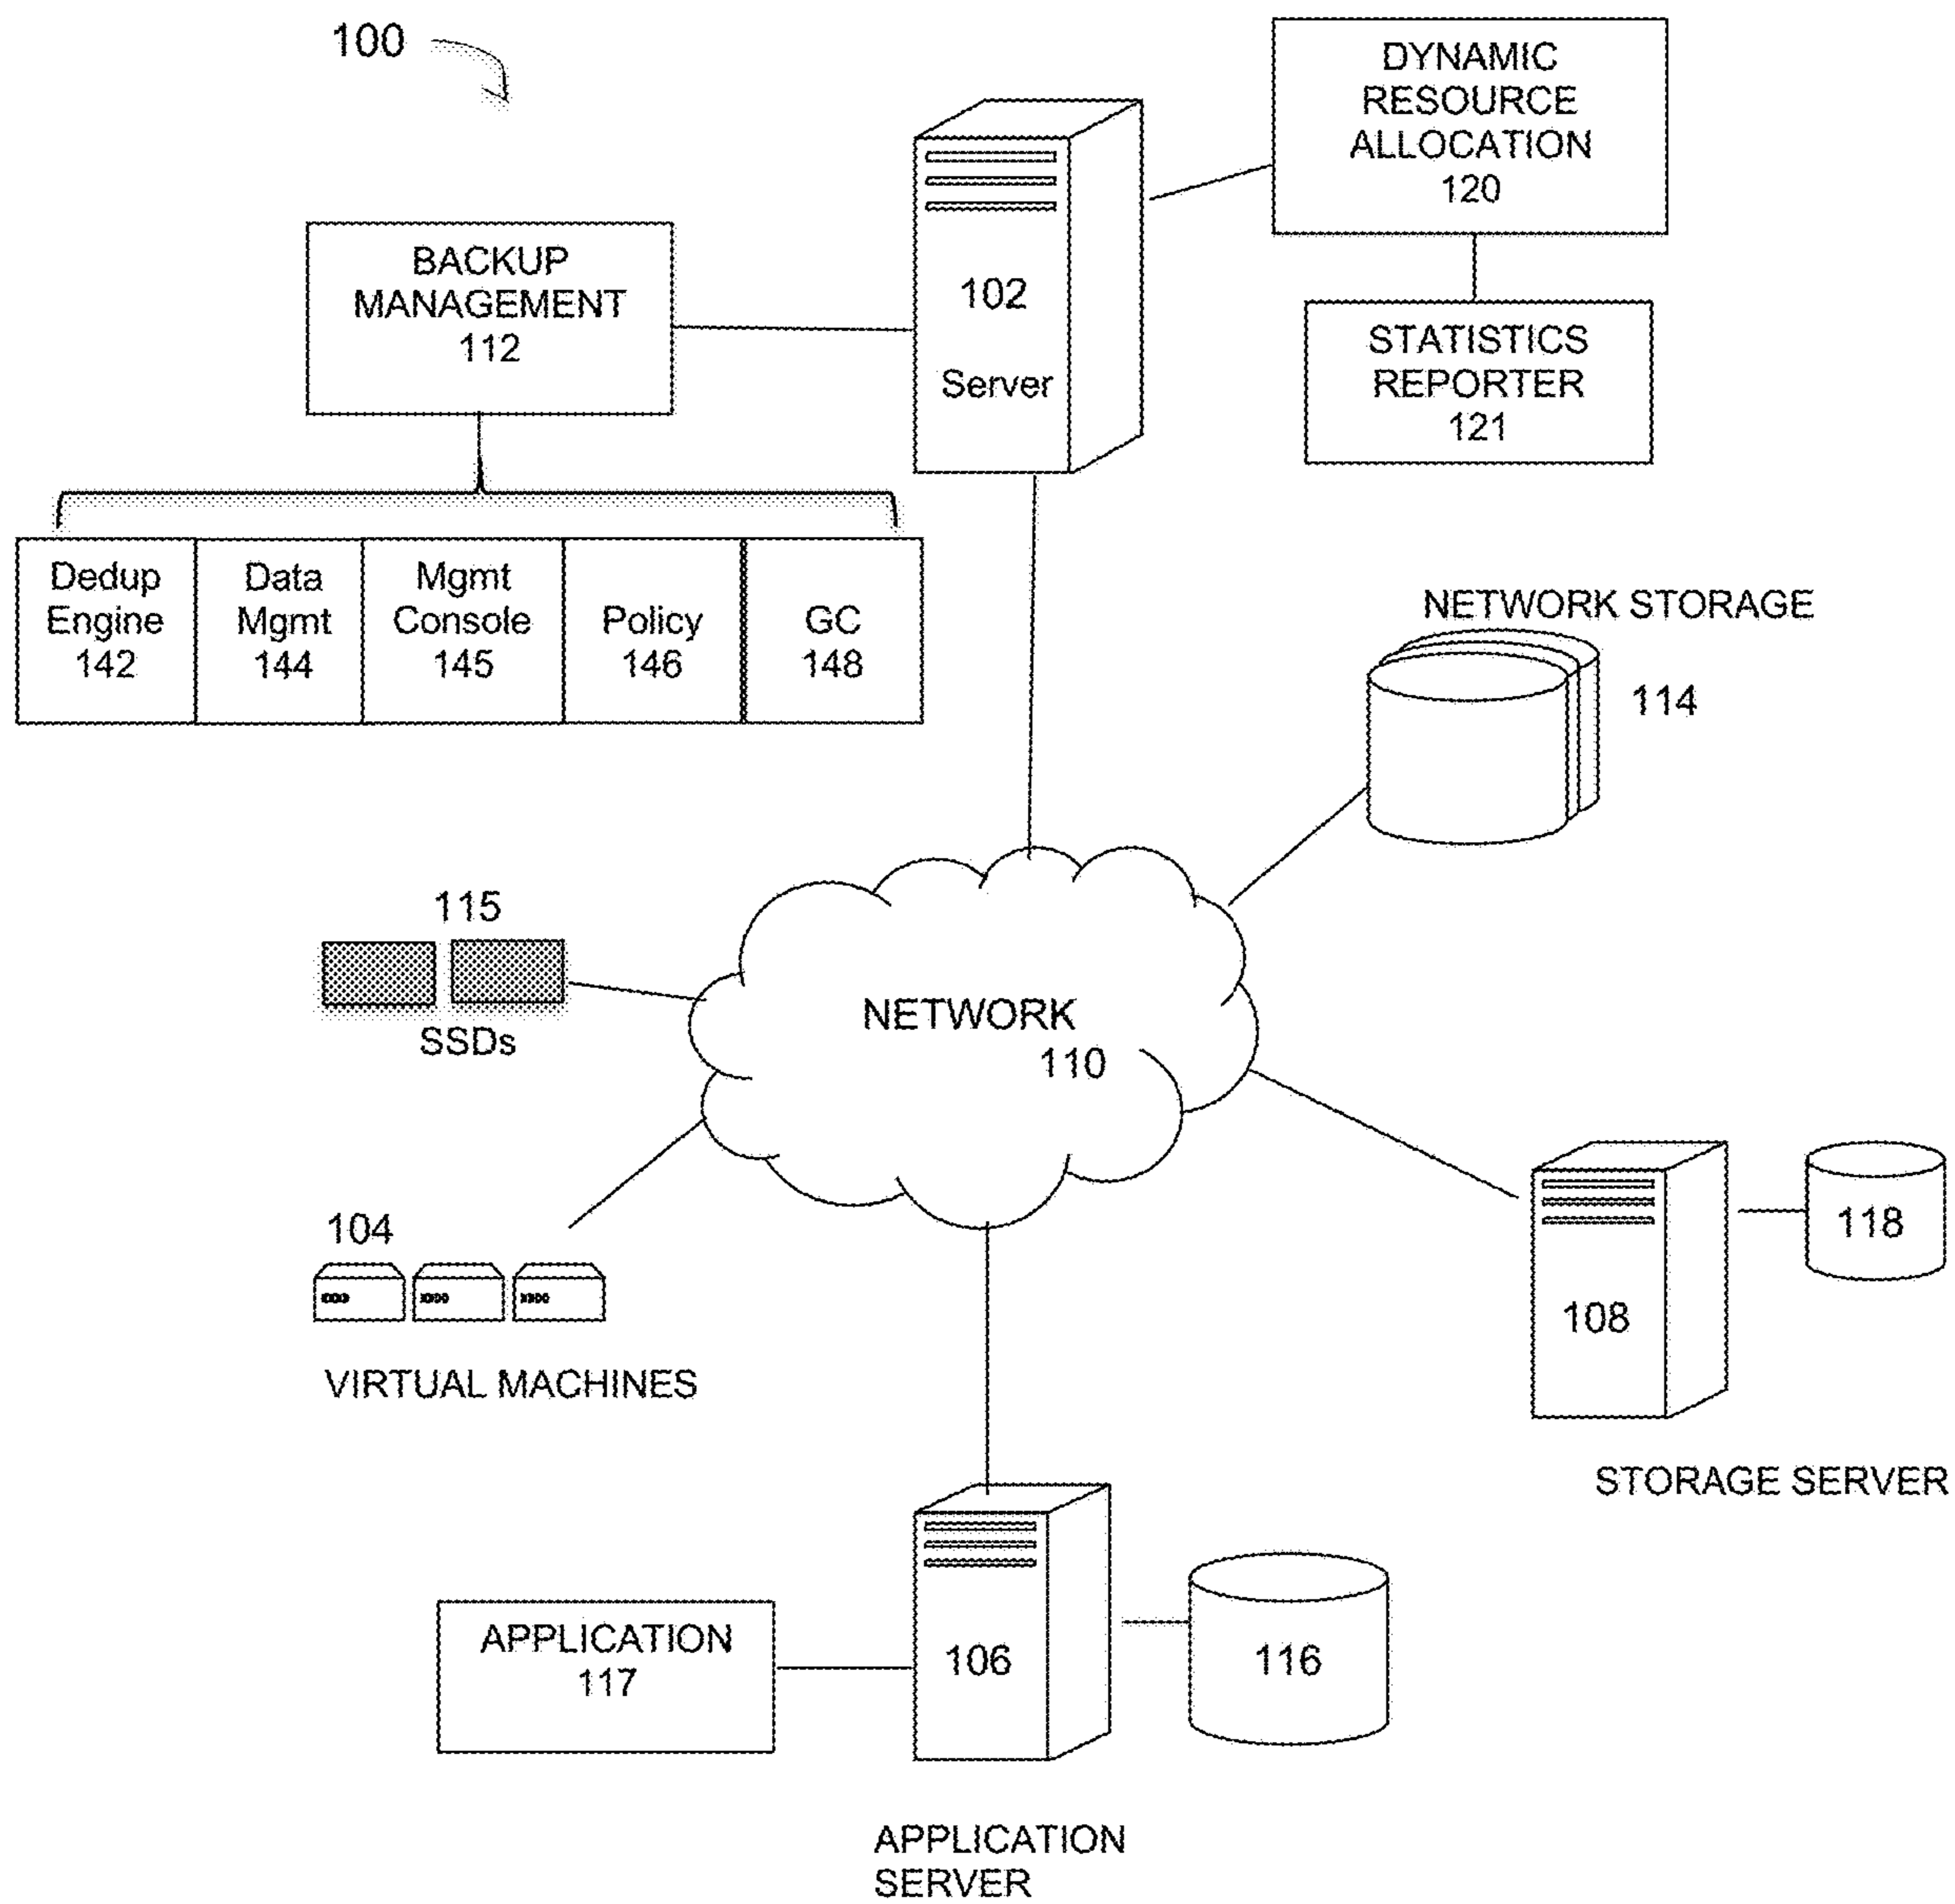 100
DYNAMIC
RESOURCE
ALLOCATION
120
BACKUP
MANAGEMENT
112
102
Server
STATISTICS
REPORTER
121
Dedup
Engine
142
Data
Mgmt
144
Mgmt
Console
145
Policy
146
GC
148
NETWORK STORAGE
114
115
SSDs
NETWORK
110
104
VIRTUAL MACHINES
118
108
STORAGE SERVER
APPLICATION
117
106
116
APPLICATION
SERVER